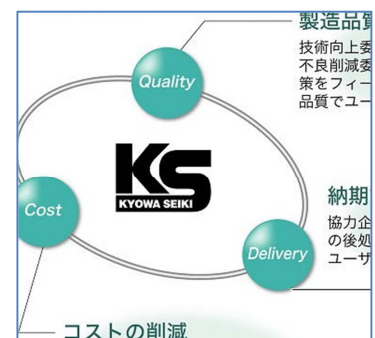 製造品質
技術向上委
不良削減委
策をフィー
品質でユー
Quality
KS
KYOWA SEIKI
Cost
納期
協力企
の後処
ユーザ
Delivery
コストの削減